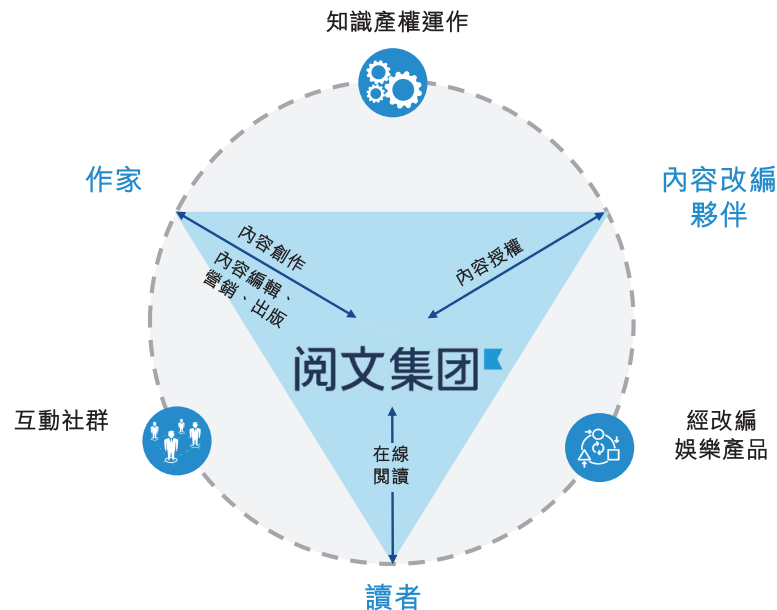 知識產權運作
作家
內容改編
夥伴
內容創作
內容編輯、
營銷、出版
內容授權
阅文集团
互動社群
經改編
娛樂產品
在線
閲讀
讀者